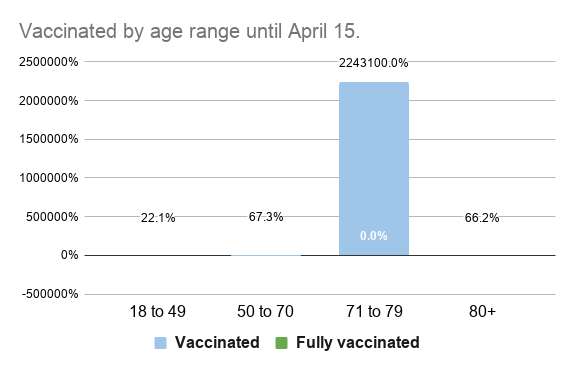 Vaccinated by age range until April 15.
2500000%
2000000%
1500000%
1000000%
500000%
0%
-500000%
22.1%
67.3%
2243100.0%
0.0%
66.2%
18 to 49
50 to 70
71 to 79
80+
Vaccinated
Fully vaccinated